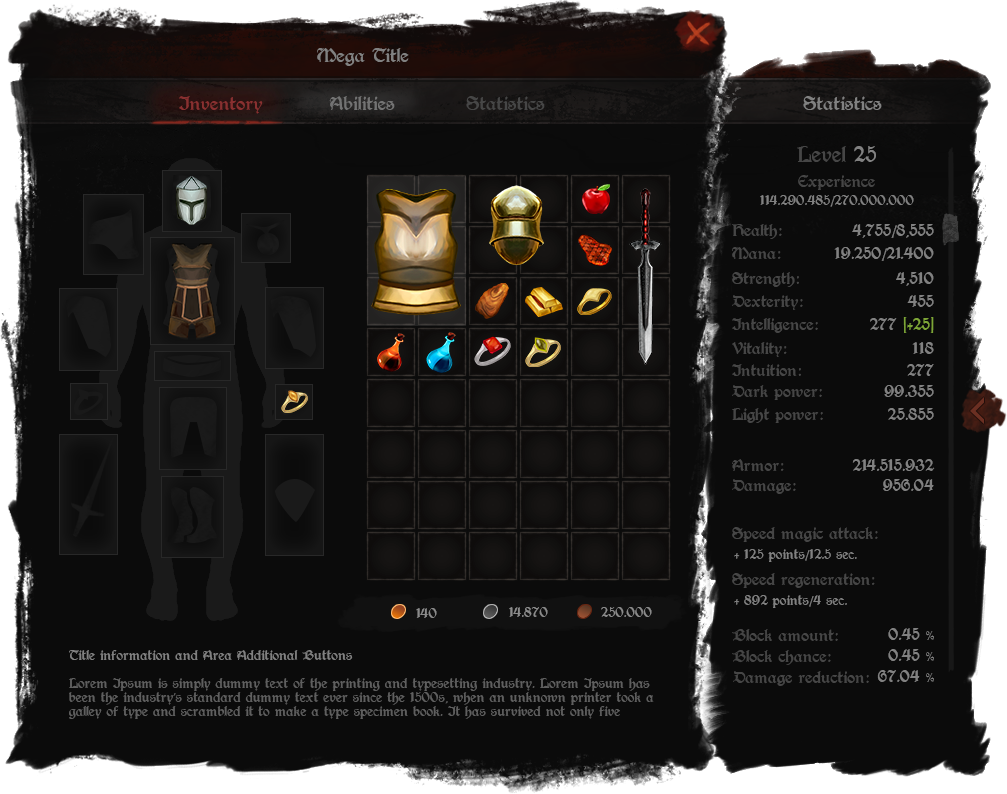 Mega Title
Inventory
Abilities
Statistics
140
14.870
250.000
Title information and Area Additional Buttons
Lorem Ipsum is simply dummy text of the printing and typesetting industry. Lorem Ipsum has
been the industry's standard dummy text ever since the 1500s, when an unknown printer took a
galley of type and scrambled it to make a type specimen book. It has survived not only five
Statistics
Level 25
Experience
114.290.485/270.000.000
Health: 4,755/8,555
Mana: 19.250/21.400
Strength: 4,510
Dexterity: 455
Intelligence: 277 [+25]
Vitality: 118
Intuition: 277
Dark power: 99.355
Light power: 25.855
Armor: 214.515.932
Damage: 956.04
Speed magic attack:
+ 125 points/12.5 sec.
Speed regeneration:
+ 892 points/4 sec.
Block amount: 0.45 %
Block chance: 0.45 %
Damage reduction: 67.04 %